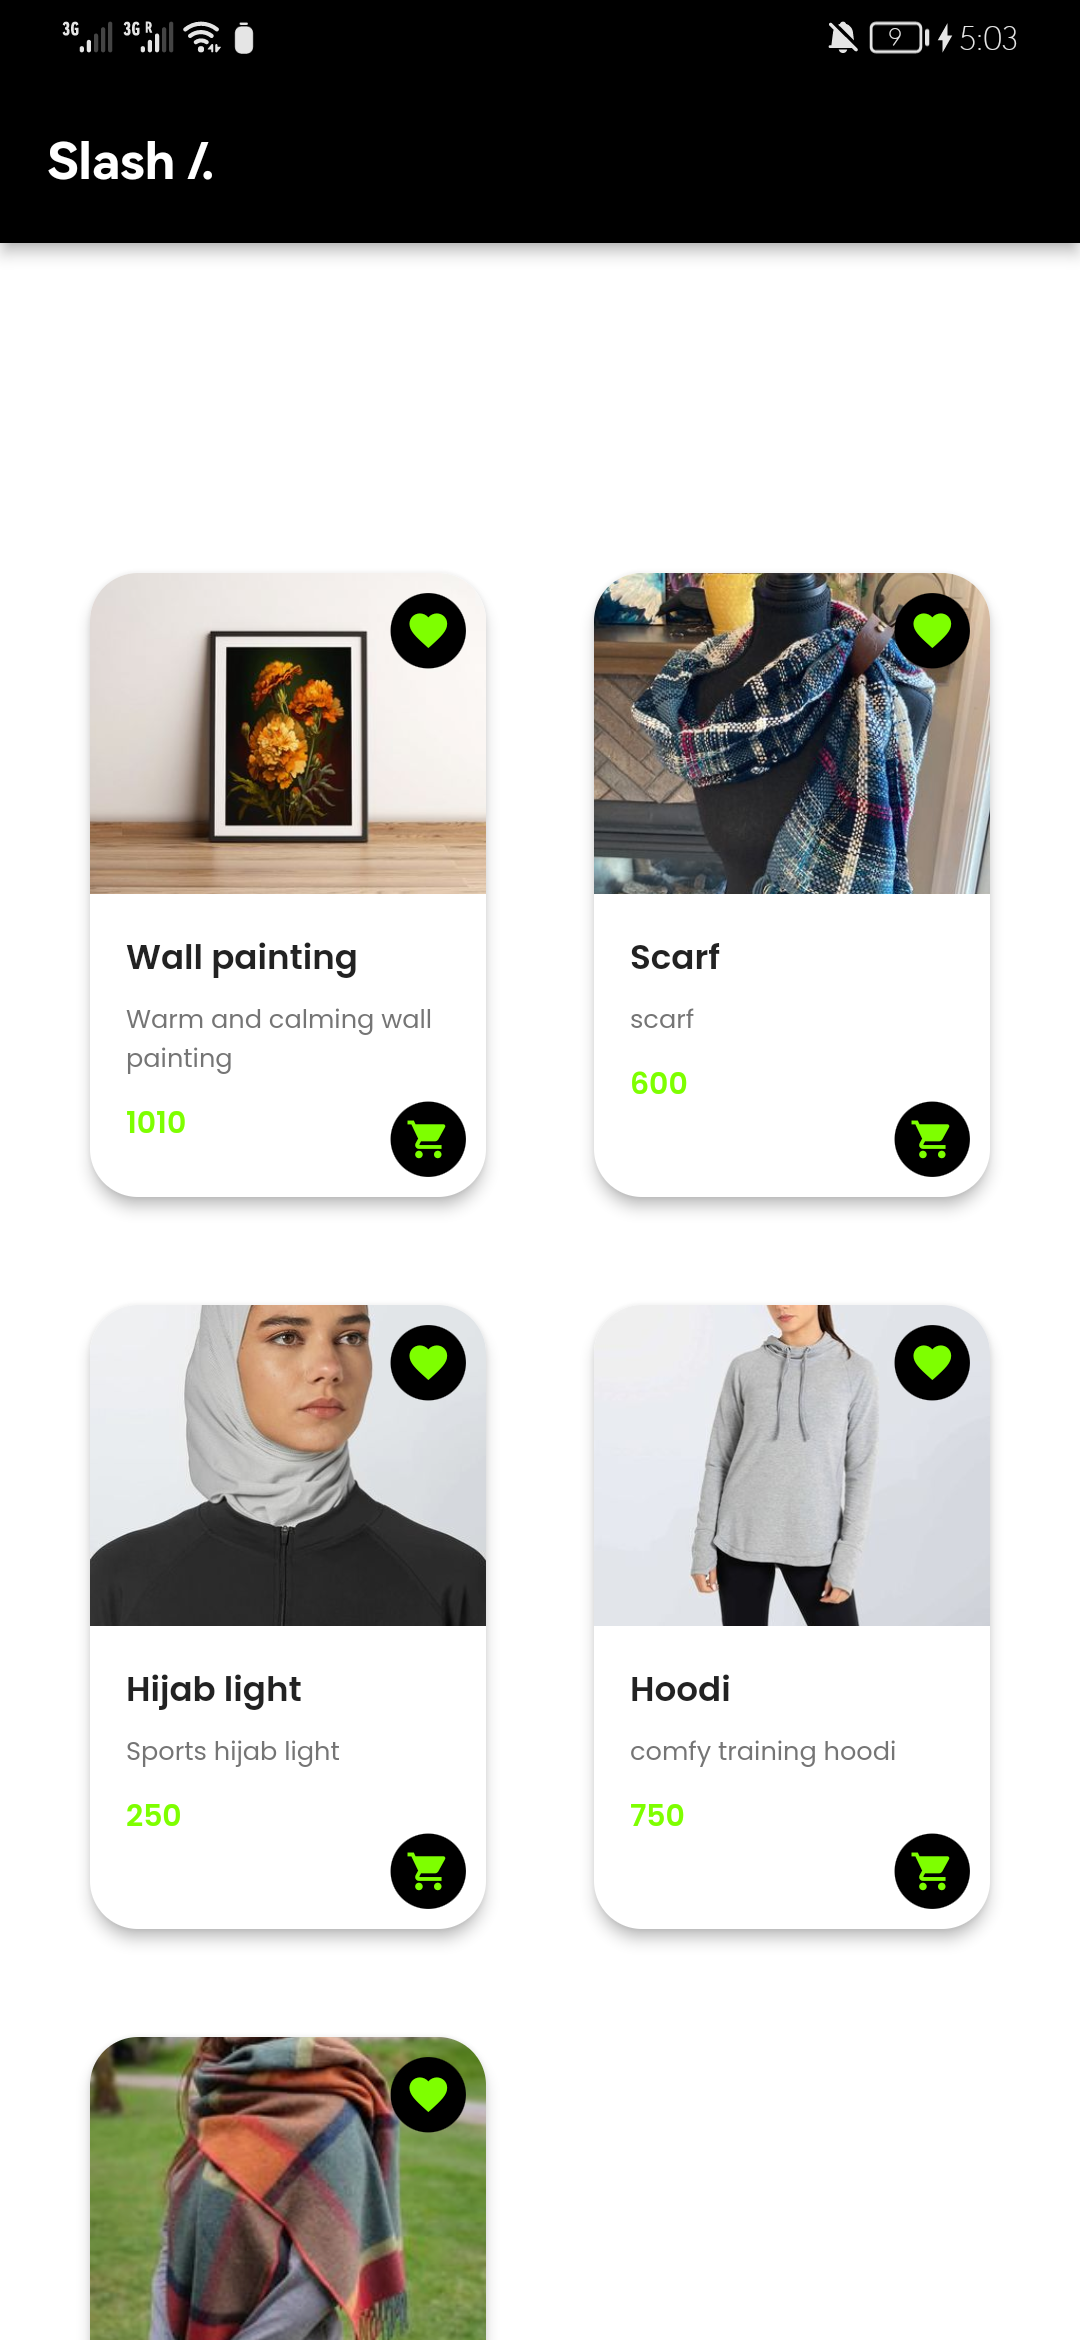 3G 3G R 9 5:03
Slash /.
Wall painting
Warm and calming wall
painting
1010
Scarf
scarf
600
Hijab light
Sports hijab light
250
Hoodi
comfy training hoodi
750